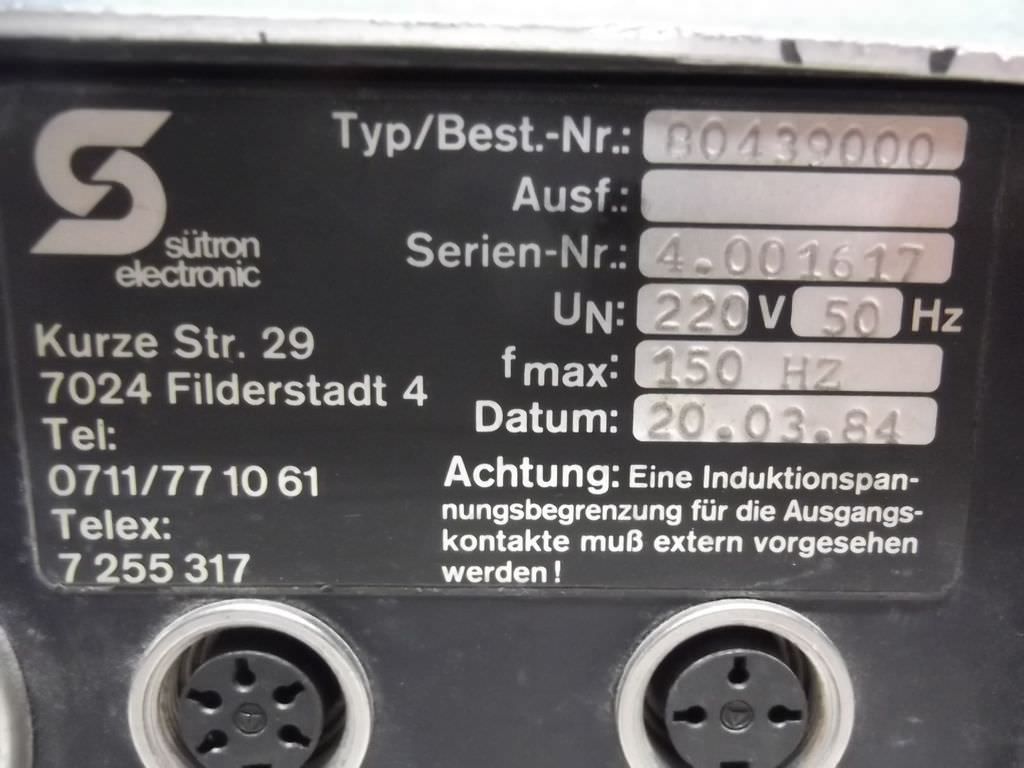 sütron
electronic
Kurze Str. 29
7024 Filderstadt 4
Tel:
0711/77 10 61
Telex:
7 255 317
Typ/Best.-Nr.: 80439000
Ausf.:
Serien-Nr.: 4.001617
UN: 220 V 50 Hz
f max: 150 HZ
Datum: 20.03.84
Achtung: Eine Induktionspan-
nungsbegrenzung für die Ausgangs-
kontakte muß extern vorgesehen
werden!